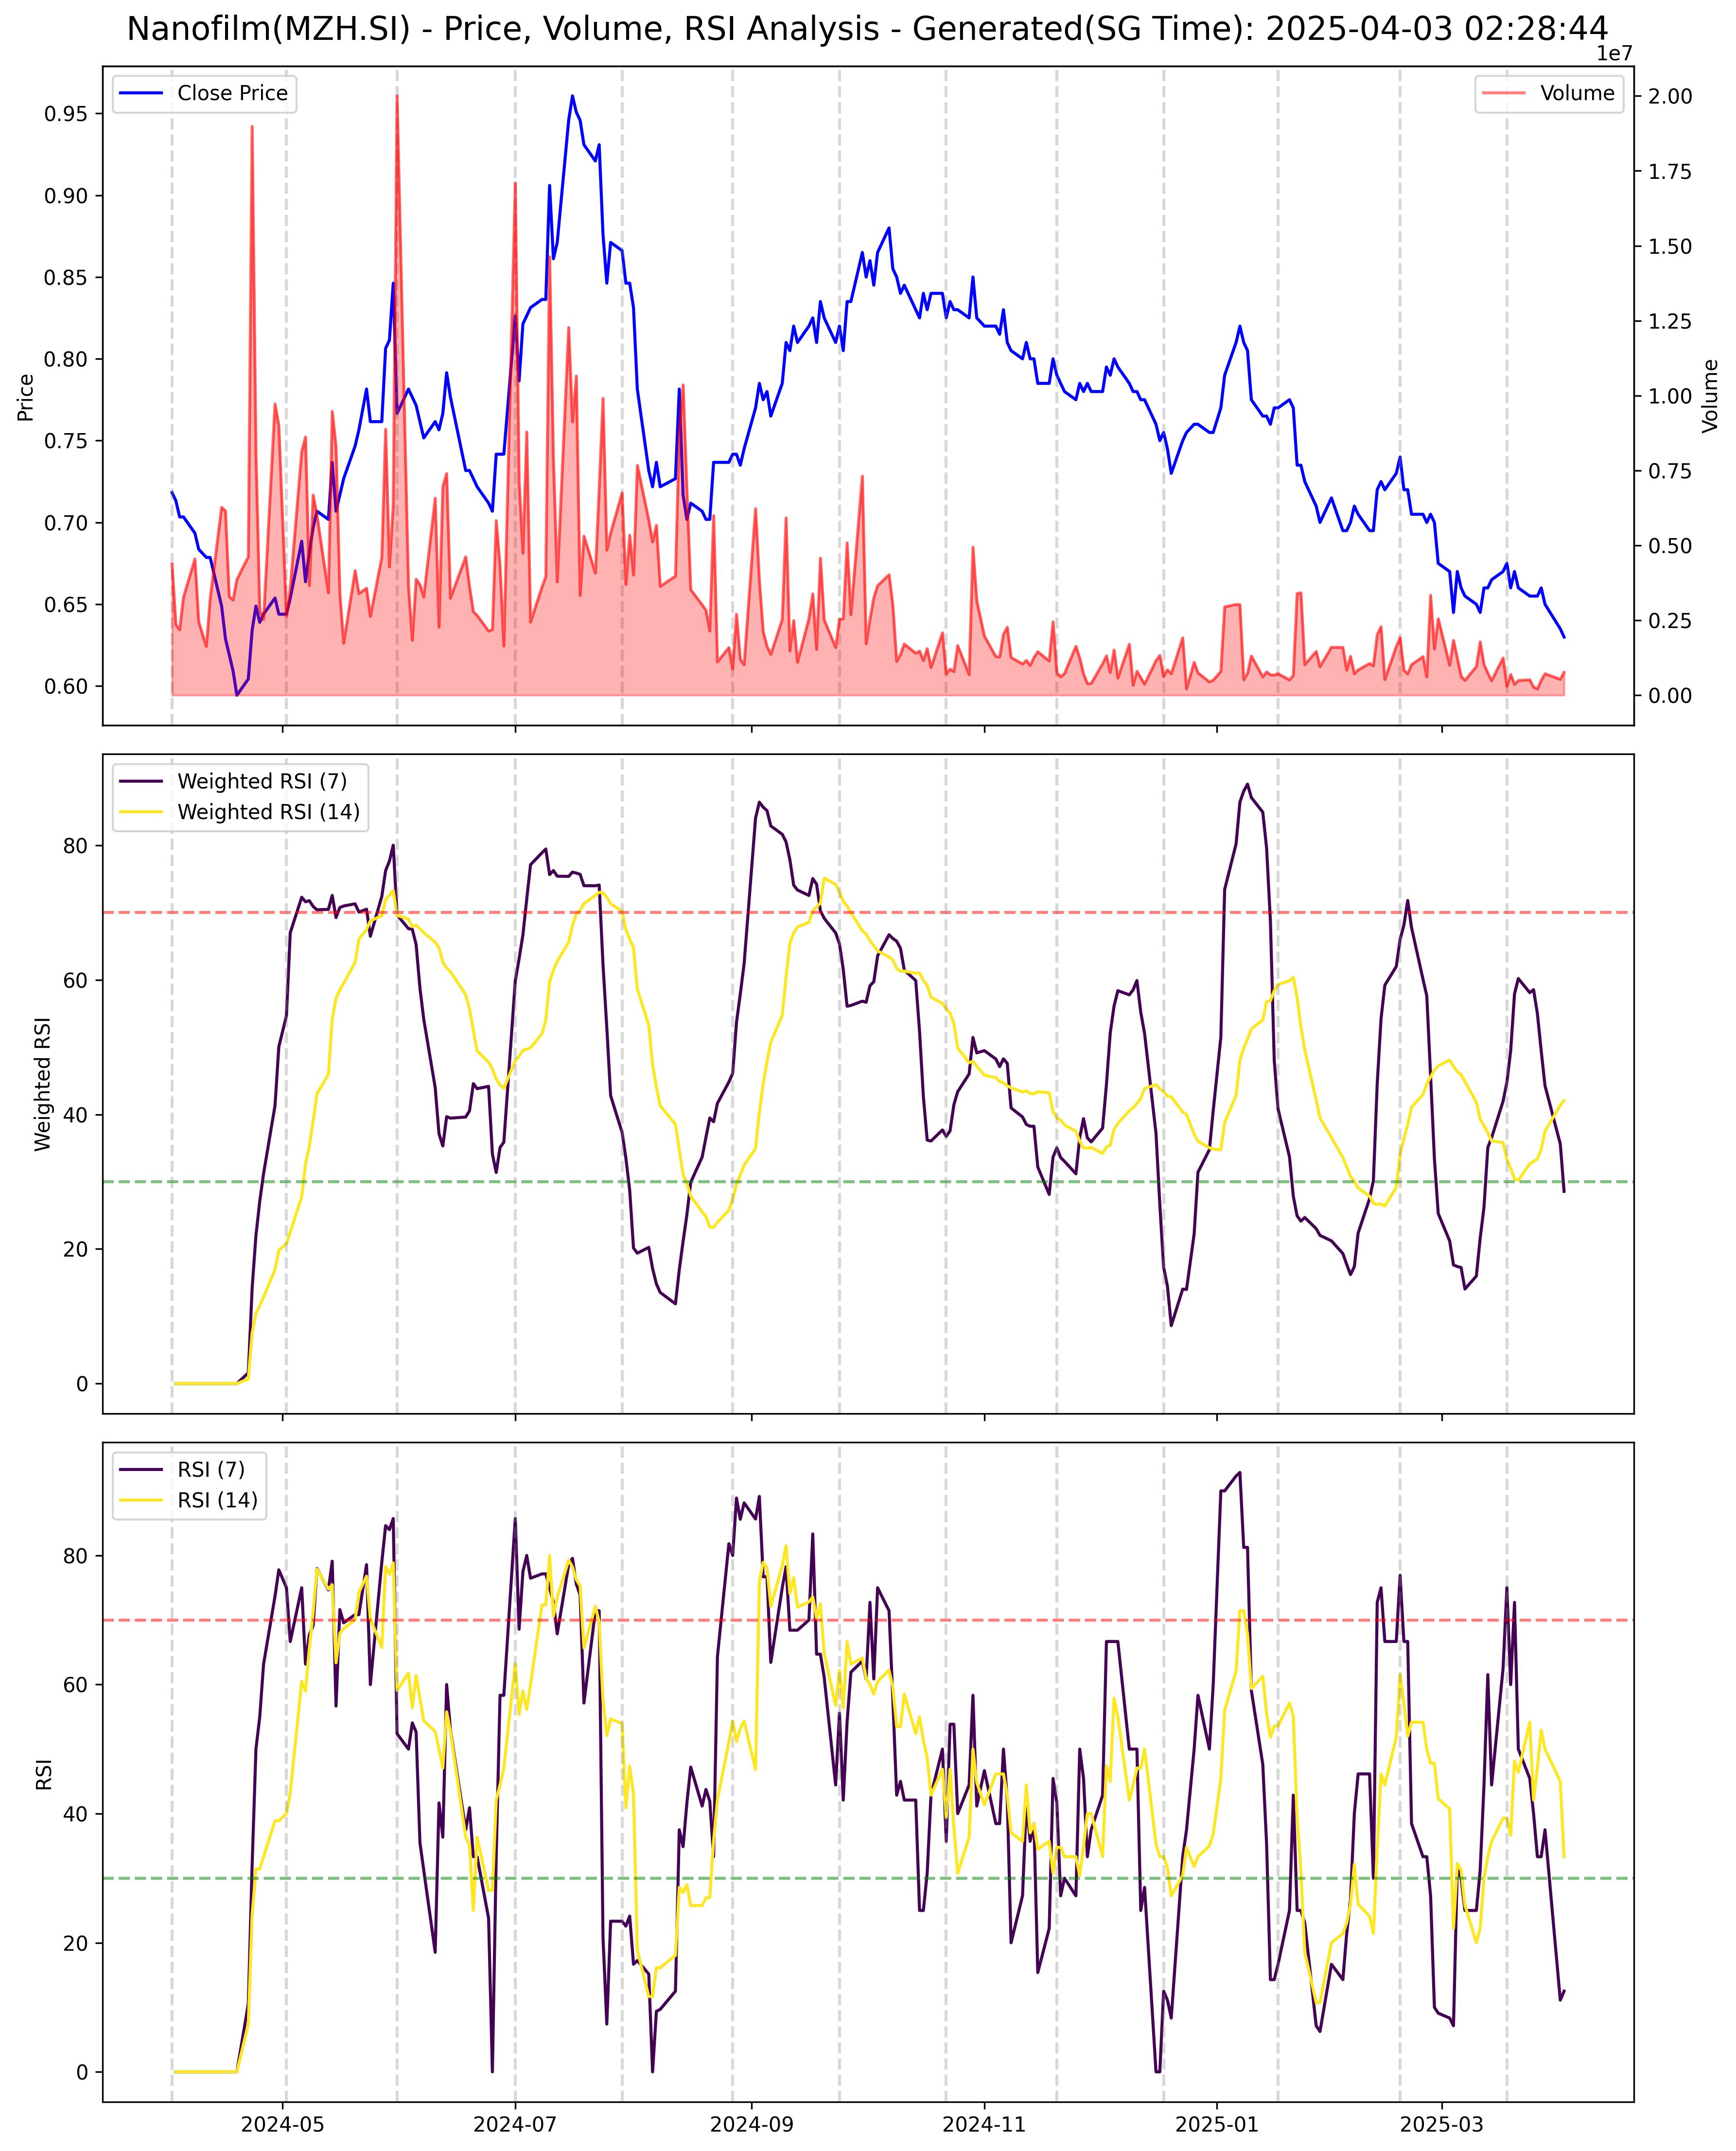 Nanofilm(MZH.SI) - Price, Volume, RSI Analysis - Generated(SG Time): 2025-04-03 02:28:44
1e7
Close Price
Volume
0.95
0.90
0.85
0.80
0.75
0.70
0.65
0.60
Price
2.00
1.75
1.50
1.25
1.00
0.75
0.50
0.25
0.00
Volume
Weighted RSI (7)
Weighted RSI (14)
80
60
40
20
0
Weighted RSI
RSI (7)
RSI (14)
80
60
40
20
0
RSI
2024-05
2024-07
2024-09
2024-11
2025-01
2025-03